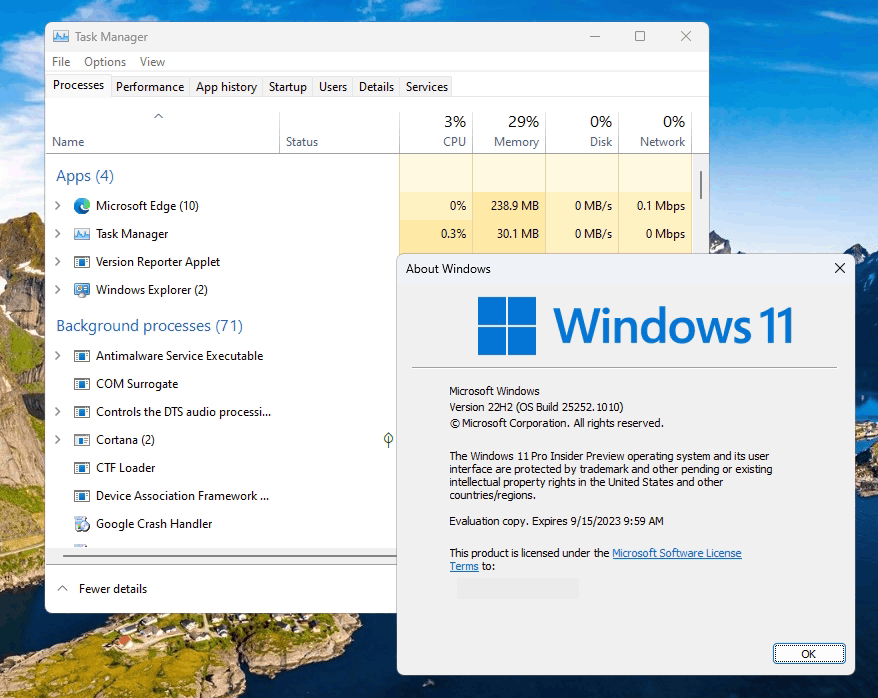 Task Manager
File Options View
Processes Performance App history Startup Users Details Services
3% 29% 0% 0%
Name Status CPU Memory Disk Network
Apps (4)
Microsoft Edge (10) 0% 238.9 MB 0 MB/s 0.1 Mbps
Task Manager 0.3% 30.1 MB 0 MB/s 0 Mbps
Version Reporter Applet
Windows Explorer (2)
Background processes (71)
Antimalware Service Executable
COM Surrogate
Controls the DTS audio processi...
Cortana (2)
CTF Loader
Device Association Framework ...
Google Crash Handler
Fewer details
About Windows
Windows 11
Microsoft Windows
Version 22H2 (OS Build 25252.1010)
© Microsoft Corporation. All rights reserved.
The Windows 11 Pro Insider Preview operating system and its user
interface are protected by trademark and other pending or existing
intellectual property rights in the United States and other
countries/regions.
Evaluation copy. Expires 9/15/2023 9:59 AM
This product is licensed under the Microsoft Software License
Terms to:
OK